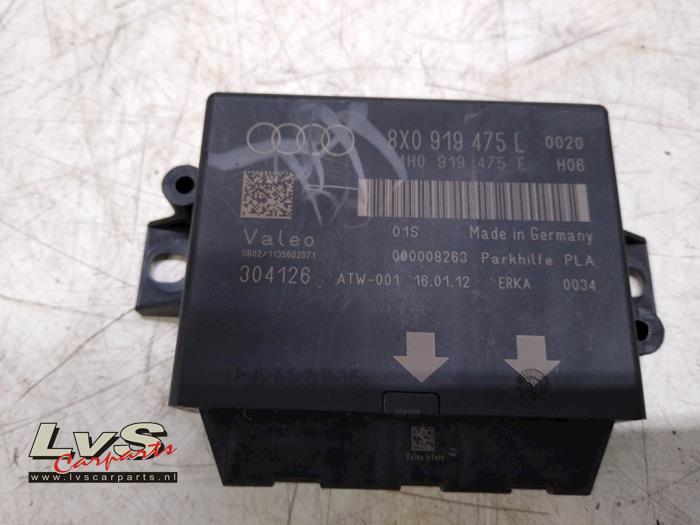 8X0 919 475 L 0020
4H0 919 475 E H06
Valeo 01S Made in Germany
5802/1135602071 000008263 Parkhilfe PLA
304126 ATW-001 16.01.12 ERKA 0034
LvS
Carparts
www.lvscarparts.nl